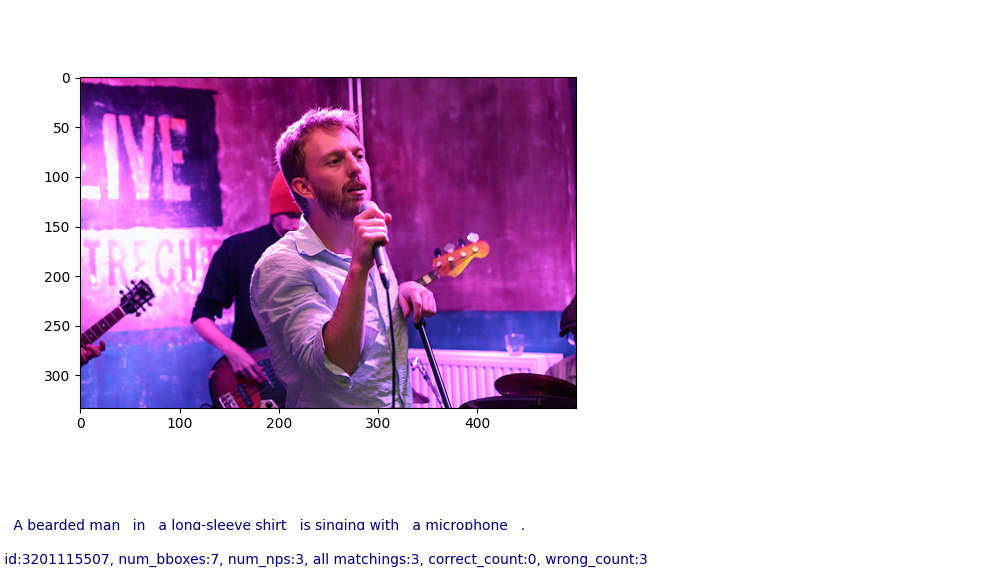 0
50
100
150
200
250
300
LIVE
TRECHT
0 100 200 300 400
A bearded man in a long-sleeve shirt is singing with a microphone .
id:3201115507, num_bboxes:7, num_nps:3, all matchings:3, correct_count:0, wrong_count:3